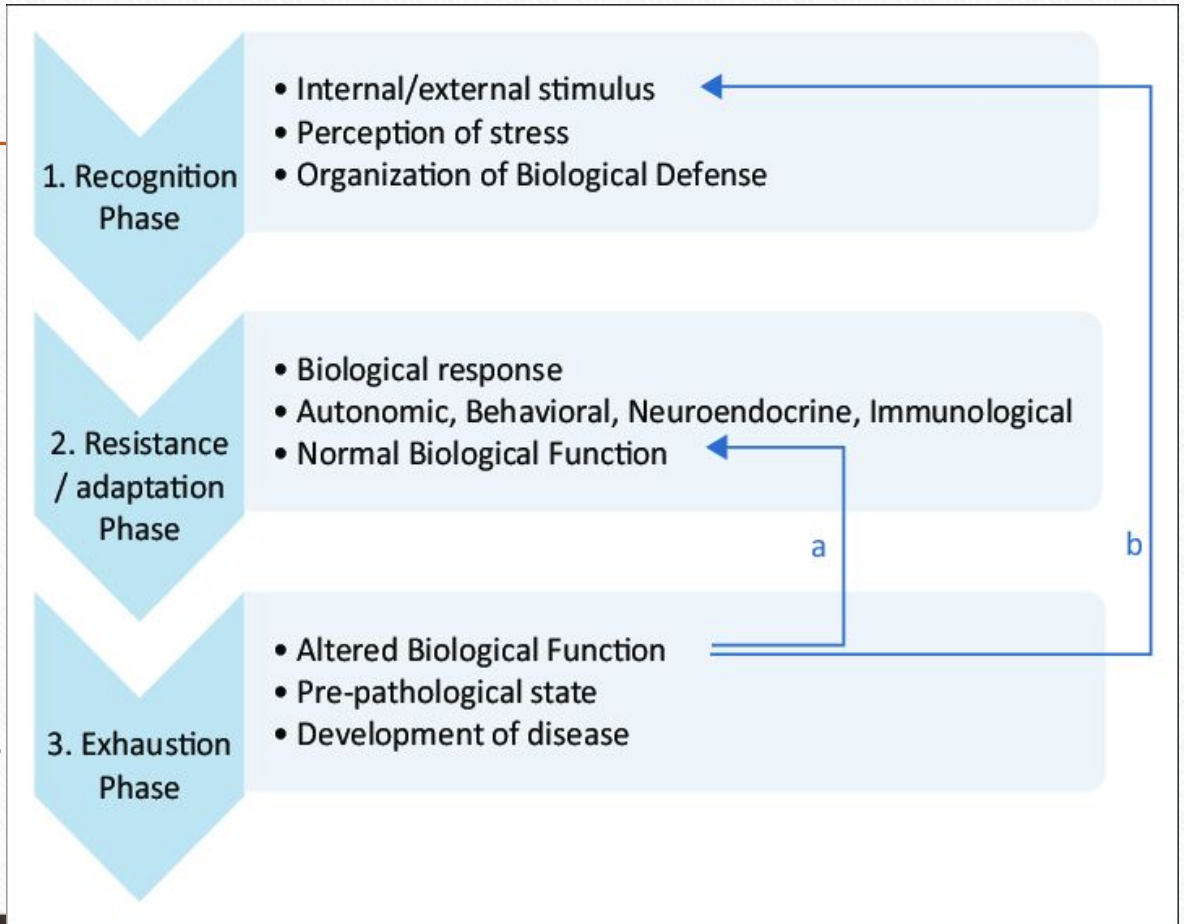 1. Recognition
Phase
• Internal/external stimulus
• Perception of stress
• Organization of Biological Defense
2. Resistance
/ adaptation
Phase
• Biological response
• Autonomic, Behavioral, Neuroendocrine, Immunological
• Normal Biological Function
a
b
3. Exhaustion
Phase
• Altered Biological Function
• Pre-pathological state
• Development of disease